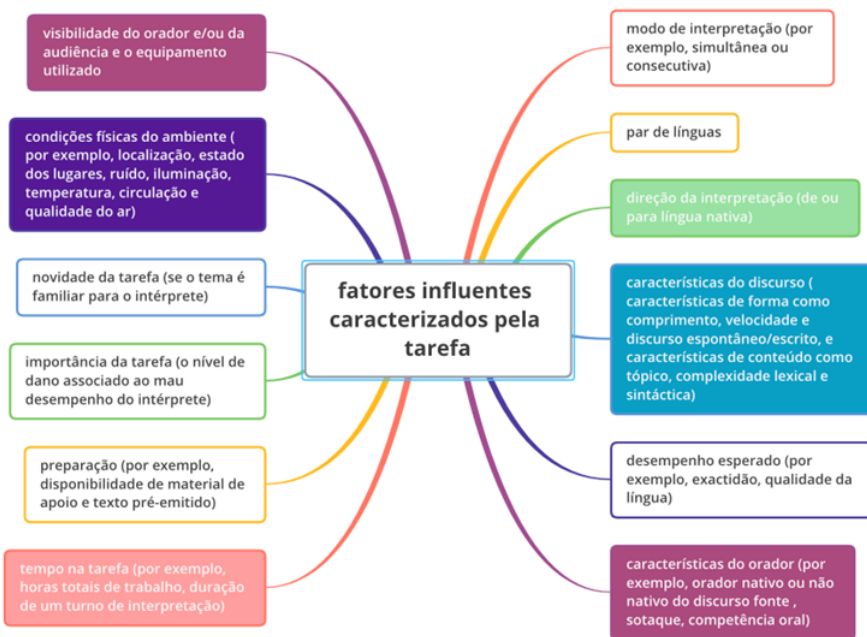 visibilidade do orador e/ou da
audiência e o equipamento
utilizado
condições físicas do ambiente (
por exemplo, localização, estado
dos lugares, ruído, iluminação,
temperatura, circulação e
qualidade do ar)
novidade da tarefa (se o tema é
familiar para o intérprete)
importância da tarefa (o nível de
dano associado ao mau
desempenho do intérprete)
preparação (por exemplo,
disponibilidade de material de
apoio e texto pré-emitido)
tempo na tarefa (por exemplo,
horas totais de trabalho, duração
de um turno de interpretação)
fatores influentes
caracterizados pela
tarefa
modo de interpretação (por
exemplo, simultânea ou
consecutiva)
par de línguas
direção da interpretação (de ou
para língua nativa)
características do discurso (
características de forma como
comprimento, velocidade e
discurso espontâneo/escrito, e
características de conteúdo como
tópico, complexidade lexical e
sintáctica)
desempenho esperado (por
exemplo, exactidão, qualidade da
língua)
características do orador (por
exemplo, orador nativo ou não
nativo do discurso fonte ,
sotaque, competência oral)